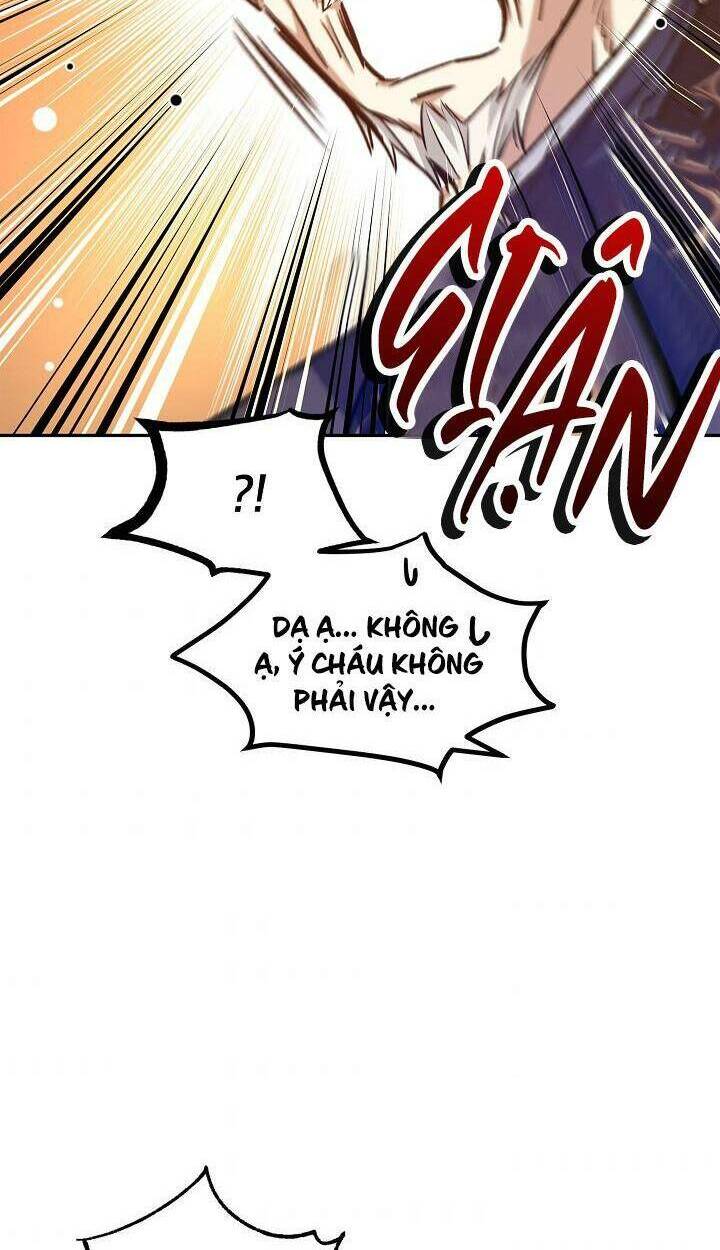 GIẬN
?!
DẠ Ạ... KHÔNG
Ạ, Ý CHÁU KHÔNG
PHẢI VẬY...